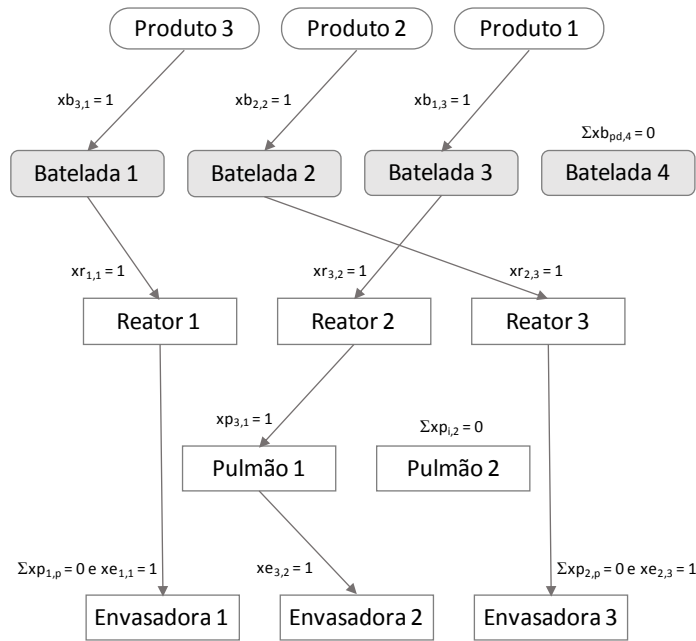 Produto 3
Produto 2
Produto 1
xb3,1 = 1
xb2,2 = 1
xb1,3 = 1
Σxbpd,4 = 0
Batelada 1
Batelada 2
Batelada 3
Batelada 4
xr1,1 = 1
xr3,2 = 1
xr2,3 = 1
Reator 1
Reator 2
Reator 3
xp3,1 = 1
Σxpi,2 = 0
Pulmão 1
Pulmão 2
Σxp1,p = 0 e xe1,1 = 1
xe3,2 = 1
Σxp2,p = 0 e xe2,3 = 1
Envasadora 1
Envasadora 2
Envasadora 3